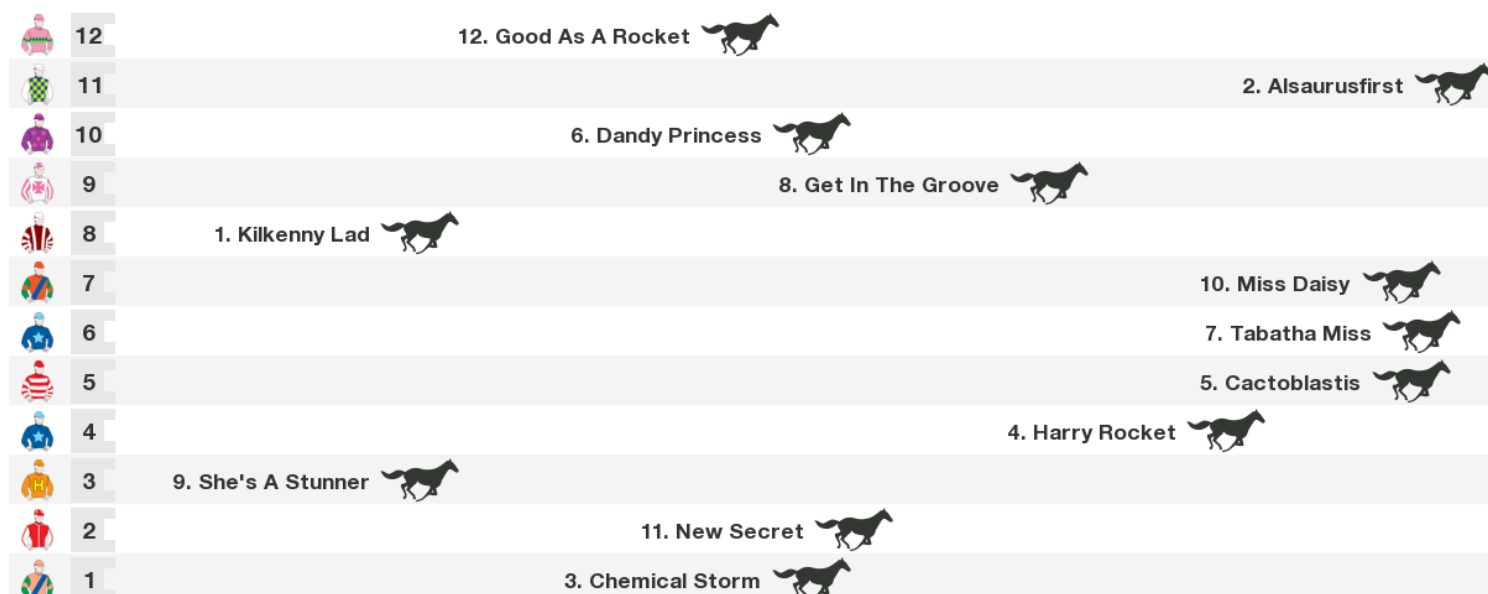 12 12. Good As A Rocket
11 2. Alsaurusfirst
10 6. Dandy Princess
9 8. Get In The Groove
8 1. Kilkenny Lad
7 10. Miss Daisy
6 7. Tabatha Miss
5 5. Cactoblastis
4 4. Harry Rocket
H 3 9. She's A Stunner
2 11. New Secret
1 3. Chemical Storm